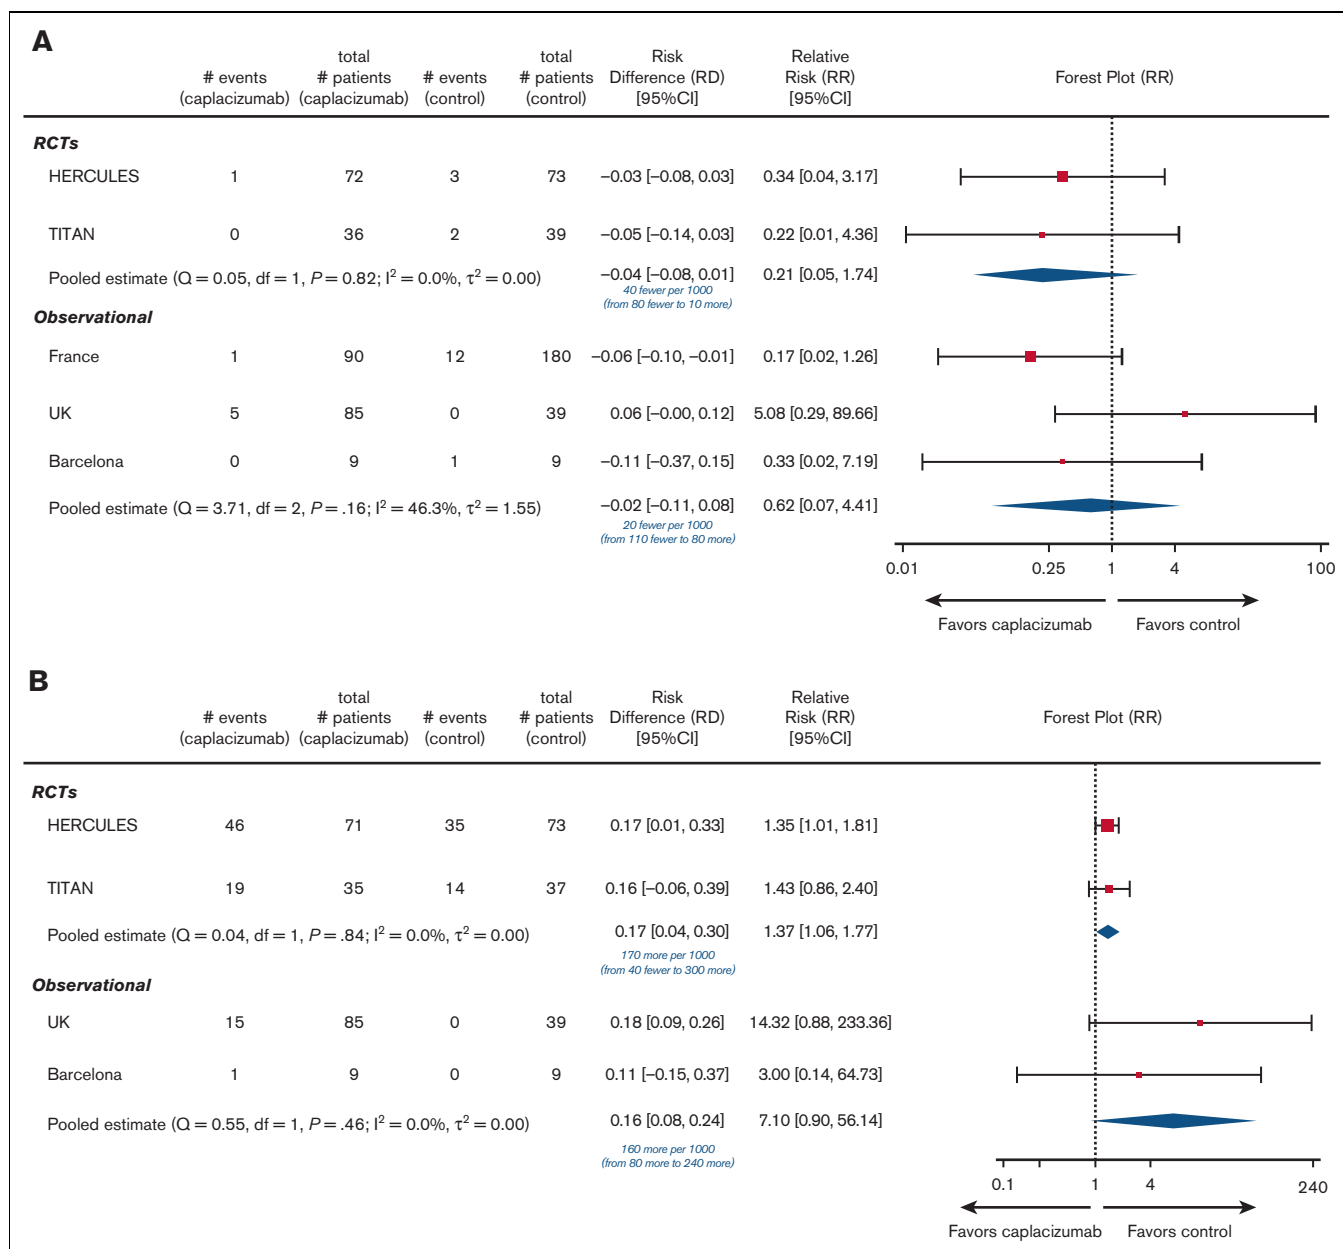 A
# events (caplacizumab) total # patients (caplacizumab) # events (control) total # patients (control) Risk Difference (RD) [95%CI] Relative Risk (RR) [95%CI] Forest Plot (RR)
RCTs
HERCULES 1 72 3 73 −0.03 [−0.08, 0.03] 0.34 [0.04, 3.17]
TITAN 0 36 2 39 −0.05 [−0.14, 0.03] 0.22 [0.01, 4.36]
Pooled estimate (Q = 0.05, df = 1, P = 0.82; I² = 0.0%, τ² = 0.00) −0.04 [−0.08, 0.01] 0.21 [0.05, 1.74]
40 fewer per 1000
(from 80 fewer to 10 more)
Observational
France 1 90 12 180 −0.06 [−0.10, −0.01] 0.17 [0.02, 1.26]
UK 5 85 0 39 0.06 [−0.00, 0.12] 5.08 [0.29, 89.66]
Barcelona 0 9 1 9 −0.11 [−0.37, 0.15] 0.33 [0.02, 7.19]
Pooled estimate (Q = 3.71, df = 2, P = .16; I² = 46.3%, τ² = 1.55) −0.02 [−0.11, 0.08] 0.62 [0.07, 4.41]
20 fewer per 1000
(from 110 fewer to 80 more)
0.01 0.25 1 4 100
Favors caplacizumab Favors control
B
# events (caplacizumab) total # patients (caplacizumab) # events (control) total # patients (control) Risk Difference (RD) [95%CI] Relative Risk (RR) [95%CI] Forest Plot (RR)
RCTs
HERCULES 46 71 35 73 0.17 [0.01, 0.33] 1.35 [1.01, 1.81]
TITAN 19 35 14 37 0.16 [−0.06, 0.39] 1.43 [0.86, 2.40]
Pooled estimate (Q = 0.04, df = 1, P = .84; I² = 0.0%, τ² = 0.00) 0.17 [0.04, 0.30] 1.37 [1.06, 1.77]
170 more per 1000
(from 40 fewer to 300 more)
Observational
UK 15 85 0 39 0.18 [0.09, 0.26] 14.32 [0.88, 233.36]
Barcelona 1 9 0 9 0.11 [−0.15, 0.37] 3.00 [0.14, 64.73]
Pooled estimate (Q = 0.55, df = 1, P = .46; I² = 0.0%, τ² = 0.00) 0.16 [0.08, 0.24] 7.10 [0.90, 56.14]
160 more per 1000
(from 80 more to 240 more)
0.1 1 4 240
Favors caplacizumab Favors control